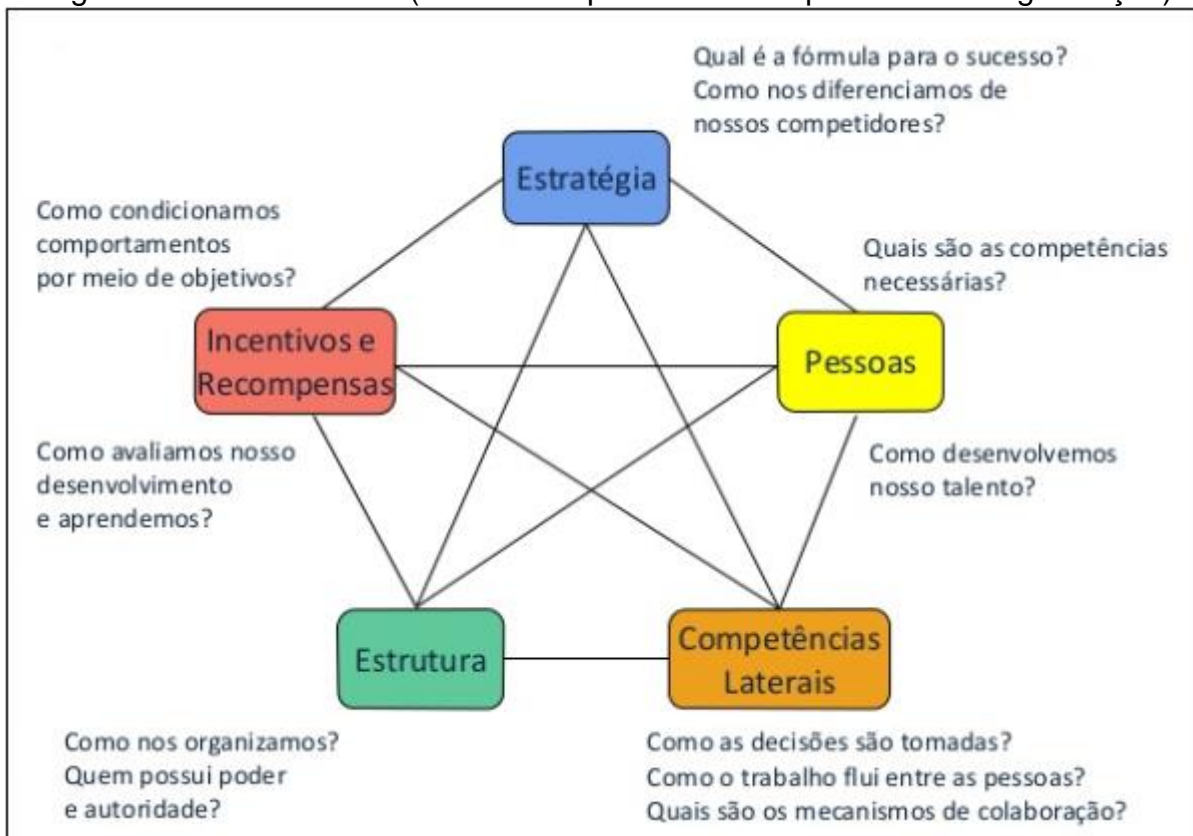 Qual é a fórmula para o sucesso?
Como nos diferenciamos de
nossos competidores?
Estratégia
Como condicionamos
comportamentos
por meio de objetivos?
Quais são as competências
necessárias?
Incentivos e
Recompensas
Pessoas
Como avaliamos nosso
desenvolvimento
e aprendemos?
Como desenvolvemos
nosso talento?
Estrutura
Competências
Laterais
Como nos organizamos?
Quem possui poder
e autoridade?
Como as decisões são tomadas?
Como o trabalho flui entre as pessoas?
Quais são os mecanismos de colaboração?